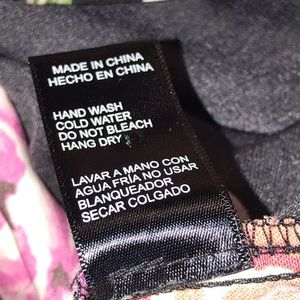 MADE IN CHINA
HECHO EN CHINA
HAND WASH
COLD WATER
DO NOT BLEACH
HANG DRY
LAVAR A MANO CON
AGUA FRÍA NO USAR
BLANQUEADOR
SECAR COLGADO